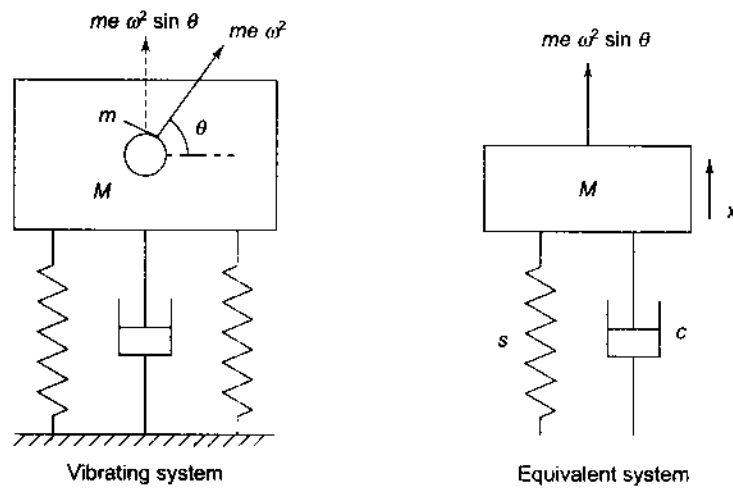 me ω² sin θ
me ω²
m
θ
M
Vibrating system
me ω² sin θ
M
x
s
c
Equivalent system